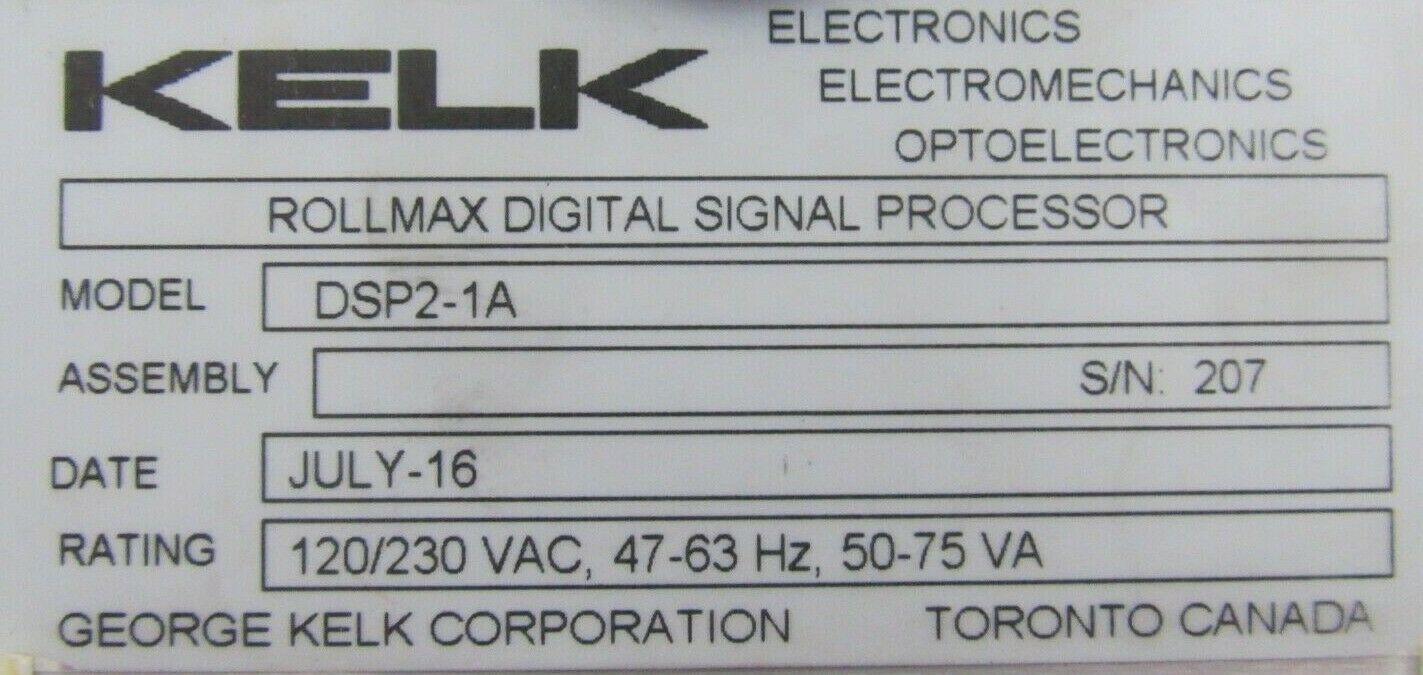 KELK
ELECTRONICS
ELECTROMECHANICS
OPTOELECTRONICS
ROLLMAX DIGITAL SIGNAL PROCESSOR
MODEL DSP2-1A
ASSEMBLY S/N: 207
DATE JULY-16
RATING 120/230 VAC, 47-63 Hz, 50-75 VA
GEORGE KELK CORPORATION TORONTO CANADA